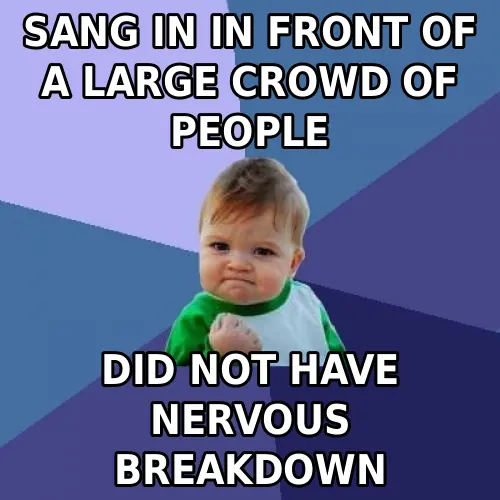 SANG IN IN FRONT OF
A LARGE CROWD OF
PEOPLE
DID NOT HAVE
NERVOUS
BREAKDOWN